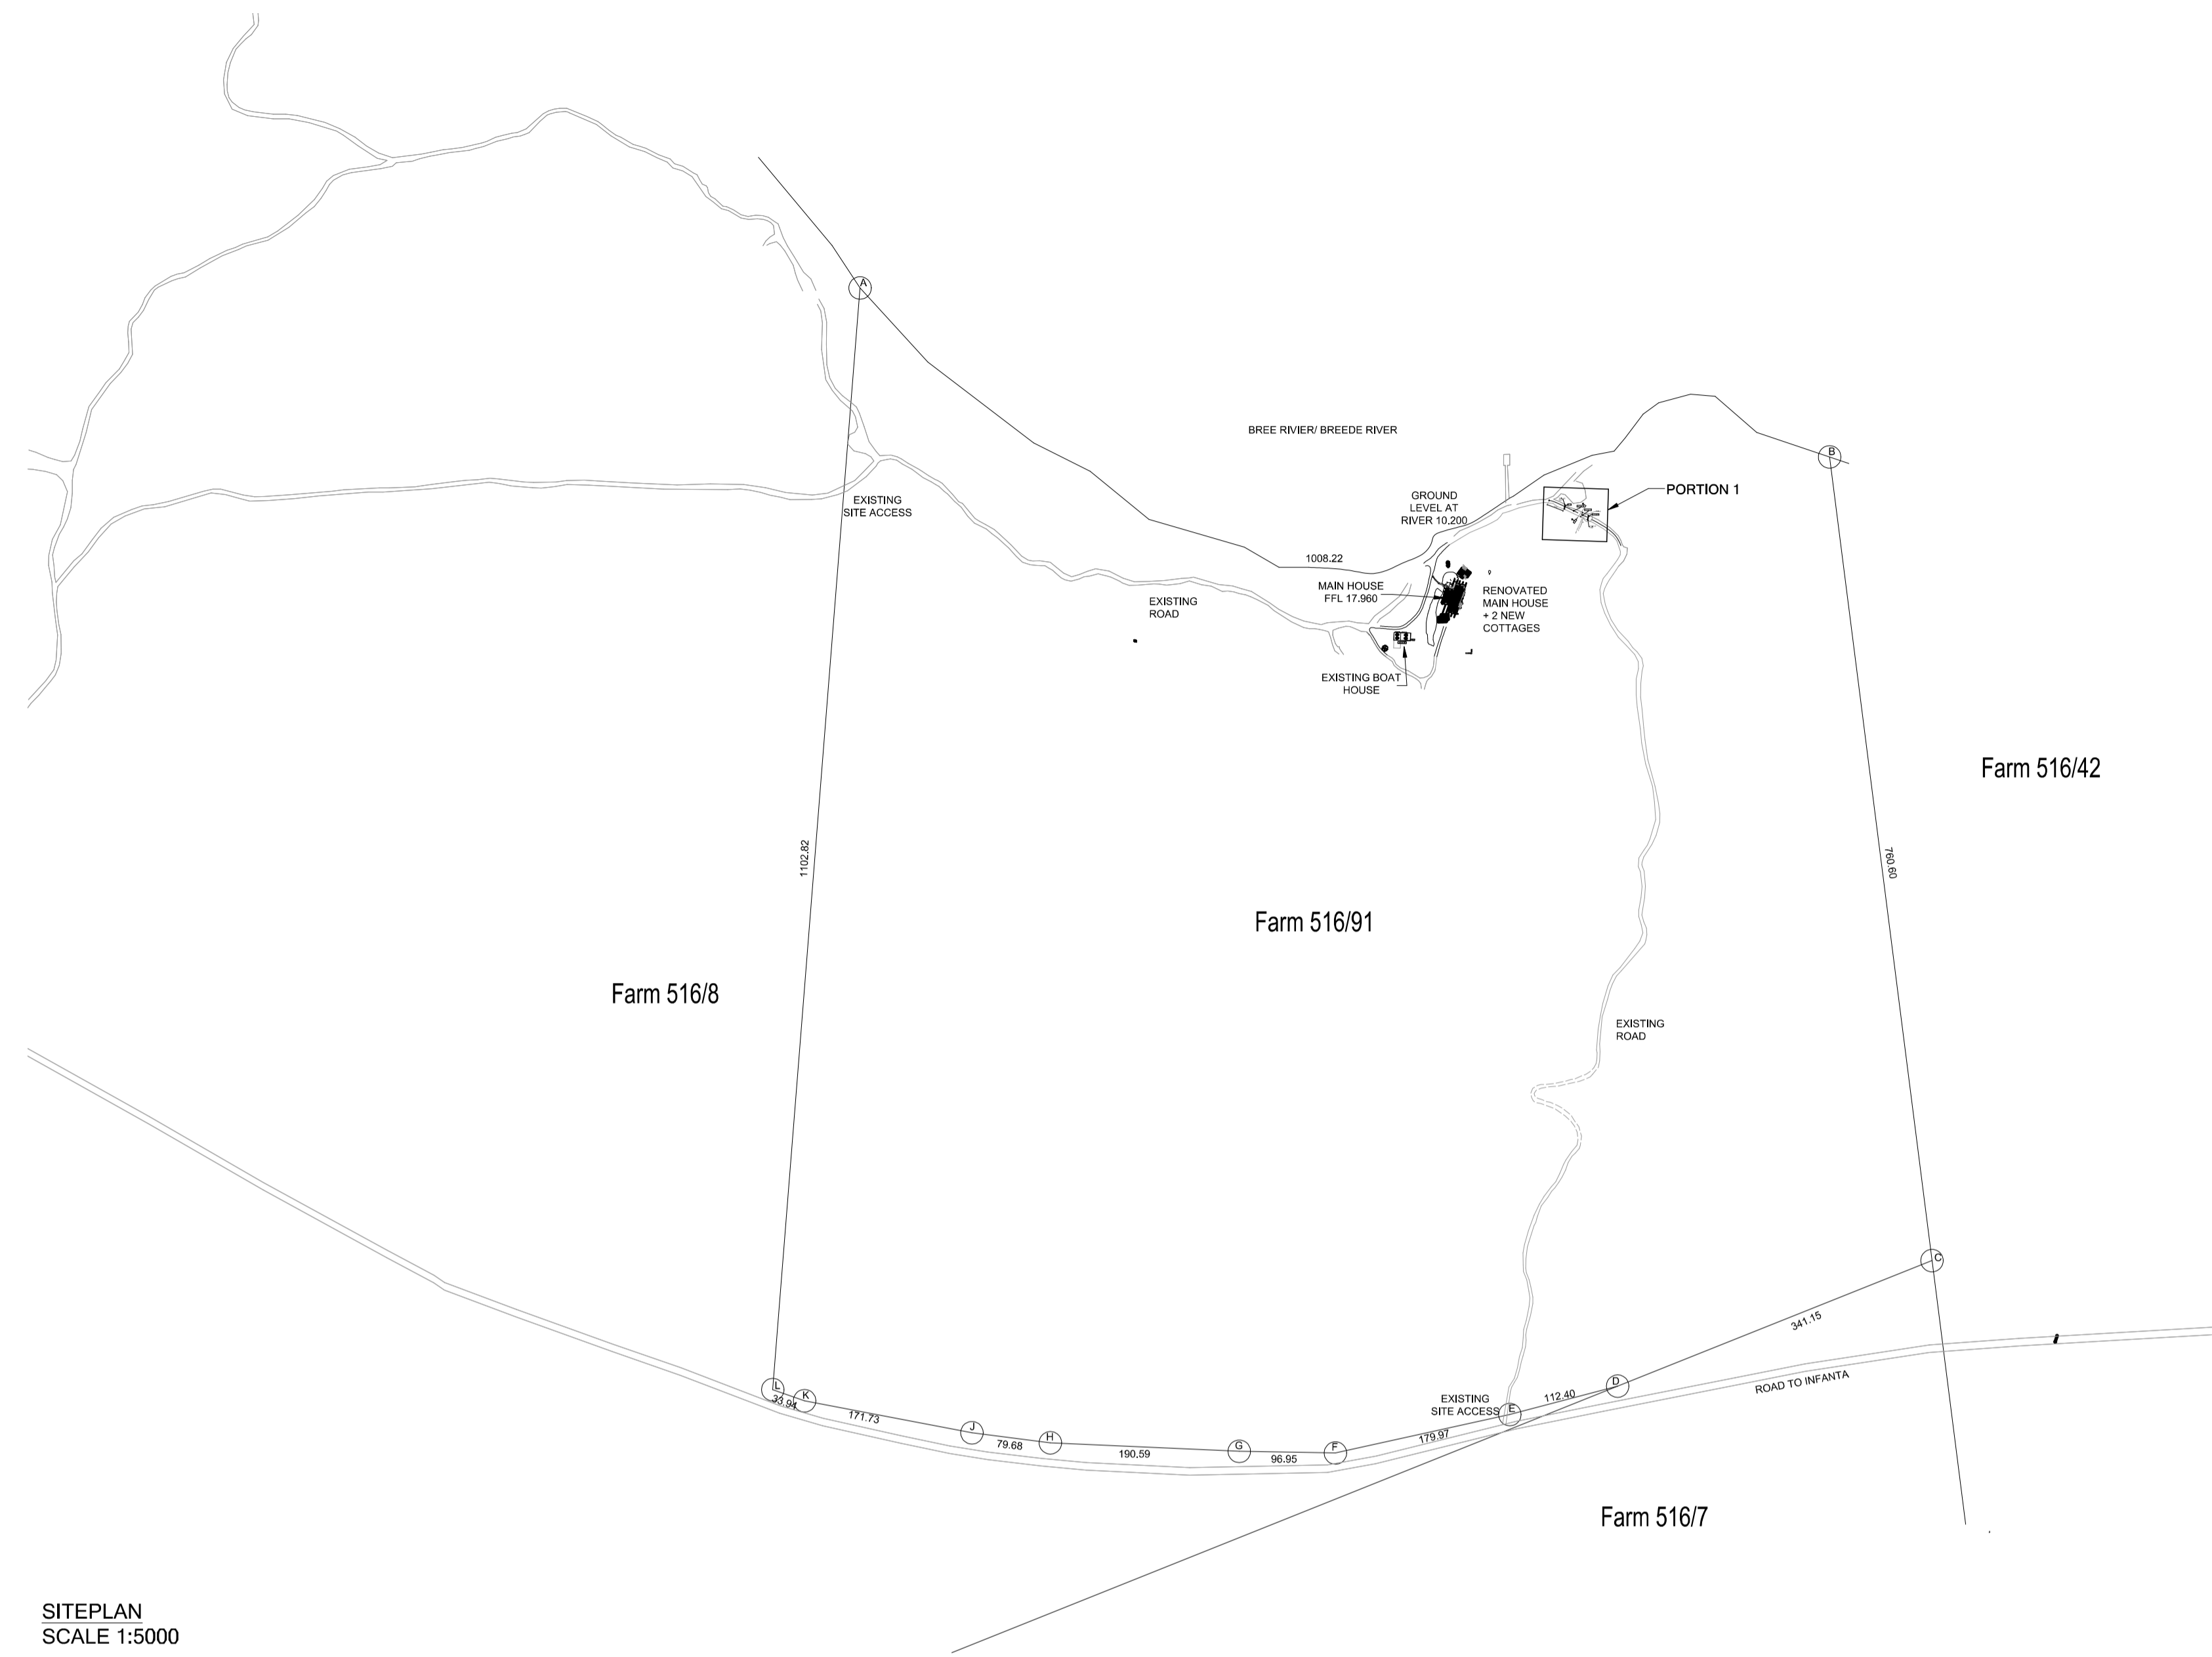 A
BREE RIVIER/ BREEDE RIVER
B
PORTION 1
EXISTING
SITE ACCESS
GROUND
LEVEL AT
RIVER 10.200
1008.22
MAIN HOUSE
FFL 17.960
RENOVATED
MAIN HOUSE
+ 2 NEW
COTTAGES
EXISTING
ROAD
EXISTING BOAT
HOUSE
Farm 516/42
1102.82
760.60
Farm 516/91
Farm 516/8
EXISTING
ROAD
C
341.15
ROAD TO INFANTA
D
112.40
EXISTING
SITE ACCESS
E
179.97
L
33.94
K
171.73
J
79.68
H
190.59
G
96.95
F
Farm 516/7
SITEPLAN
SCALE 1:5000